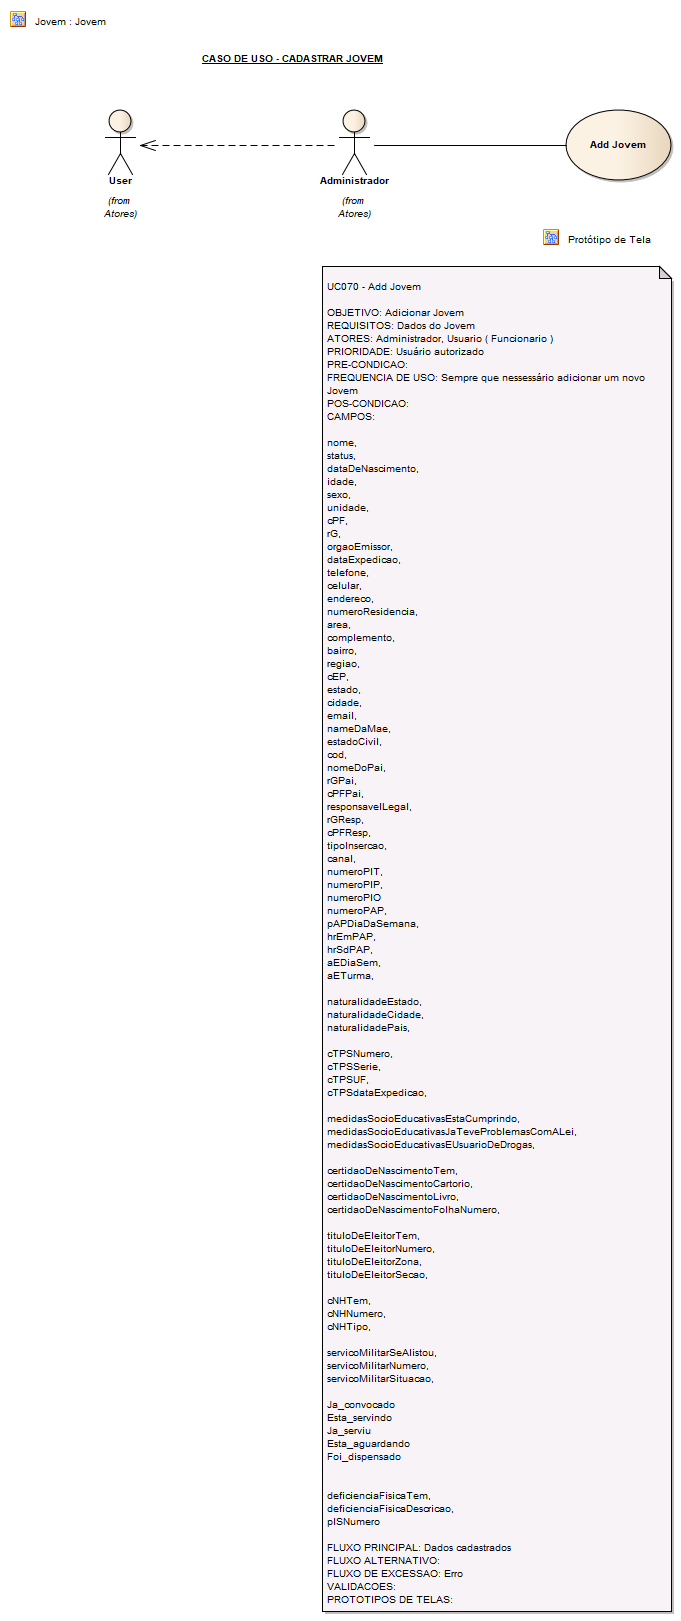 Jovem : Jovem
CASO DE USO - CADASTRAR JOVEM
User
(from
Atores)
Administrador
(from
Atores)
Add Jovem
Protótipo de Tela
UC070 - Add Jovem
OBJETIVO: Adicionar Jovem
REQUISITOS: Dados do Jovem
ATORES: Administrador, Usuario ( Funcionario )
PRIORIDADE: Usuário autorizado
PRE-CONDICAO:
FREQUENCIA DE USO: Sempre que nessessário adicionar um novo
Jovem
POS-CONDICAO:
CAMPOS:
nome,
status,
dataDeNascimento,
idade,
sexo,
unidade,
cPF,
rG,
orgaoEmissor,
dataExpedicao,
telefone,
celular,
endereco,
numeroResidencia,
area,
complemento,
bairro,
regiao,
cEP,
estado,
cidade,
email,
nameDaMae,
estadoCivil,
cod,
nomeDoPai,
rGPai,
cPFPai,
responsavelLegal,
rGResp,
cPFResp,
tipoInsercao,
canal,
numeroPIT,
numeroPIP,
numeroPIO
numeroPAP,
pAPDiaDaSemana,
hrEmPAP,
hrSdPAP,
aEDiaSem,
aETurma,
naturalidadeEstado,
naturalidadeCidade,
naturalidadePais,
cTPSNumero,
cTPSSerie,
cTPSUF,
cTPSdataExpedicao,
medidasSocioEducativasEstaCumprindo,
medidasSocioEducativasJaTeveProblemasComALei,
medidasSocioEducativasEUsuarioDeDrogas,
certidaoDeNascimentoTem,
certidaoDeNascimentoCartorio,
certidaoDeNascimentoLivro,
certidaoDeNascimentoFolhaNumero,
tituloDeEleitorTem,
tituloDeEleitorNumero,
tituloDeEleitorZona,
tituloDeEleitorSecao,
cNHTem,
cNHNumero,
cNHTipo,
servicoMilitarSeAlistou,
servicoMilitarNumero,
servicoMilitarSituacao,
Ja_convocado
Esta_servindo
Ja_serviu
Esta_aguardando
Foi_dispensado
deficienciaFisicaTem,
deficienciaFisicaDescricao,
pISNumero
FLUXO PRINCIPAL: Dados cadastrados
FLUXO ALTERNATIVO:
FLUXO DE EXCESSAO: Erro
VALIDACOES:
PROTOTIPOS DE TELAS: